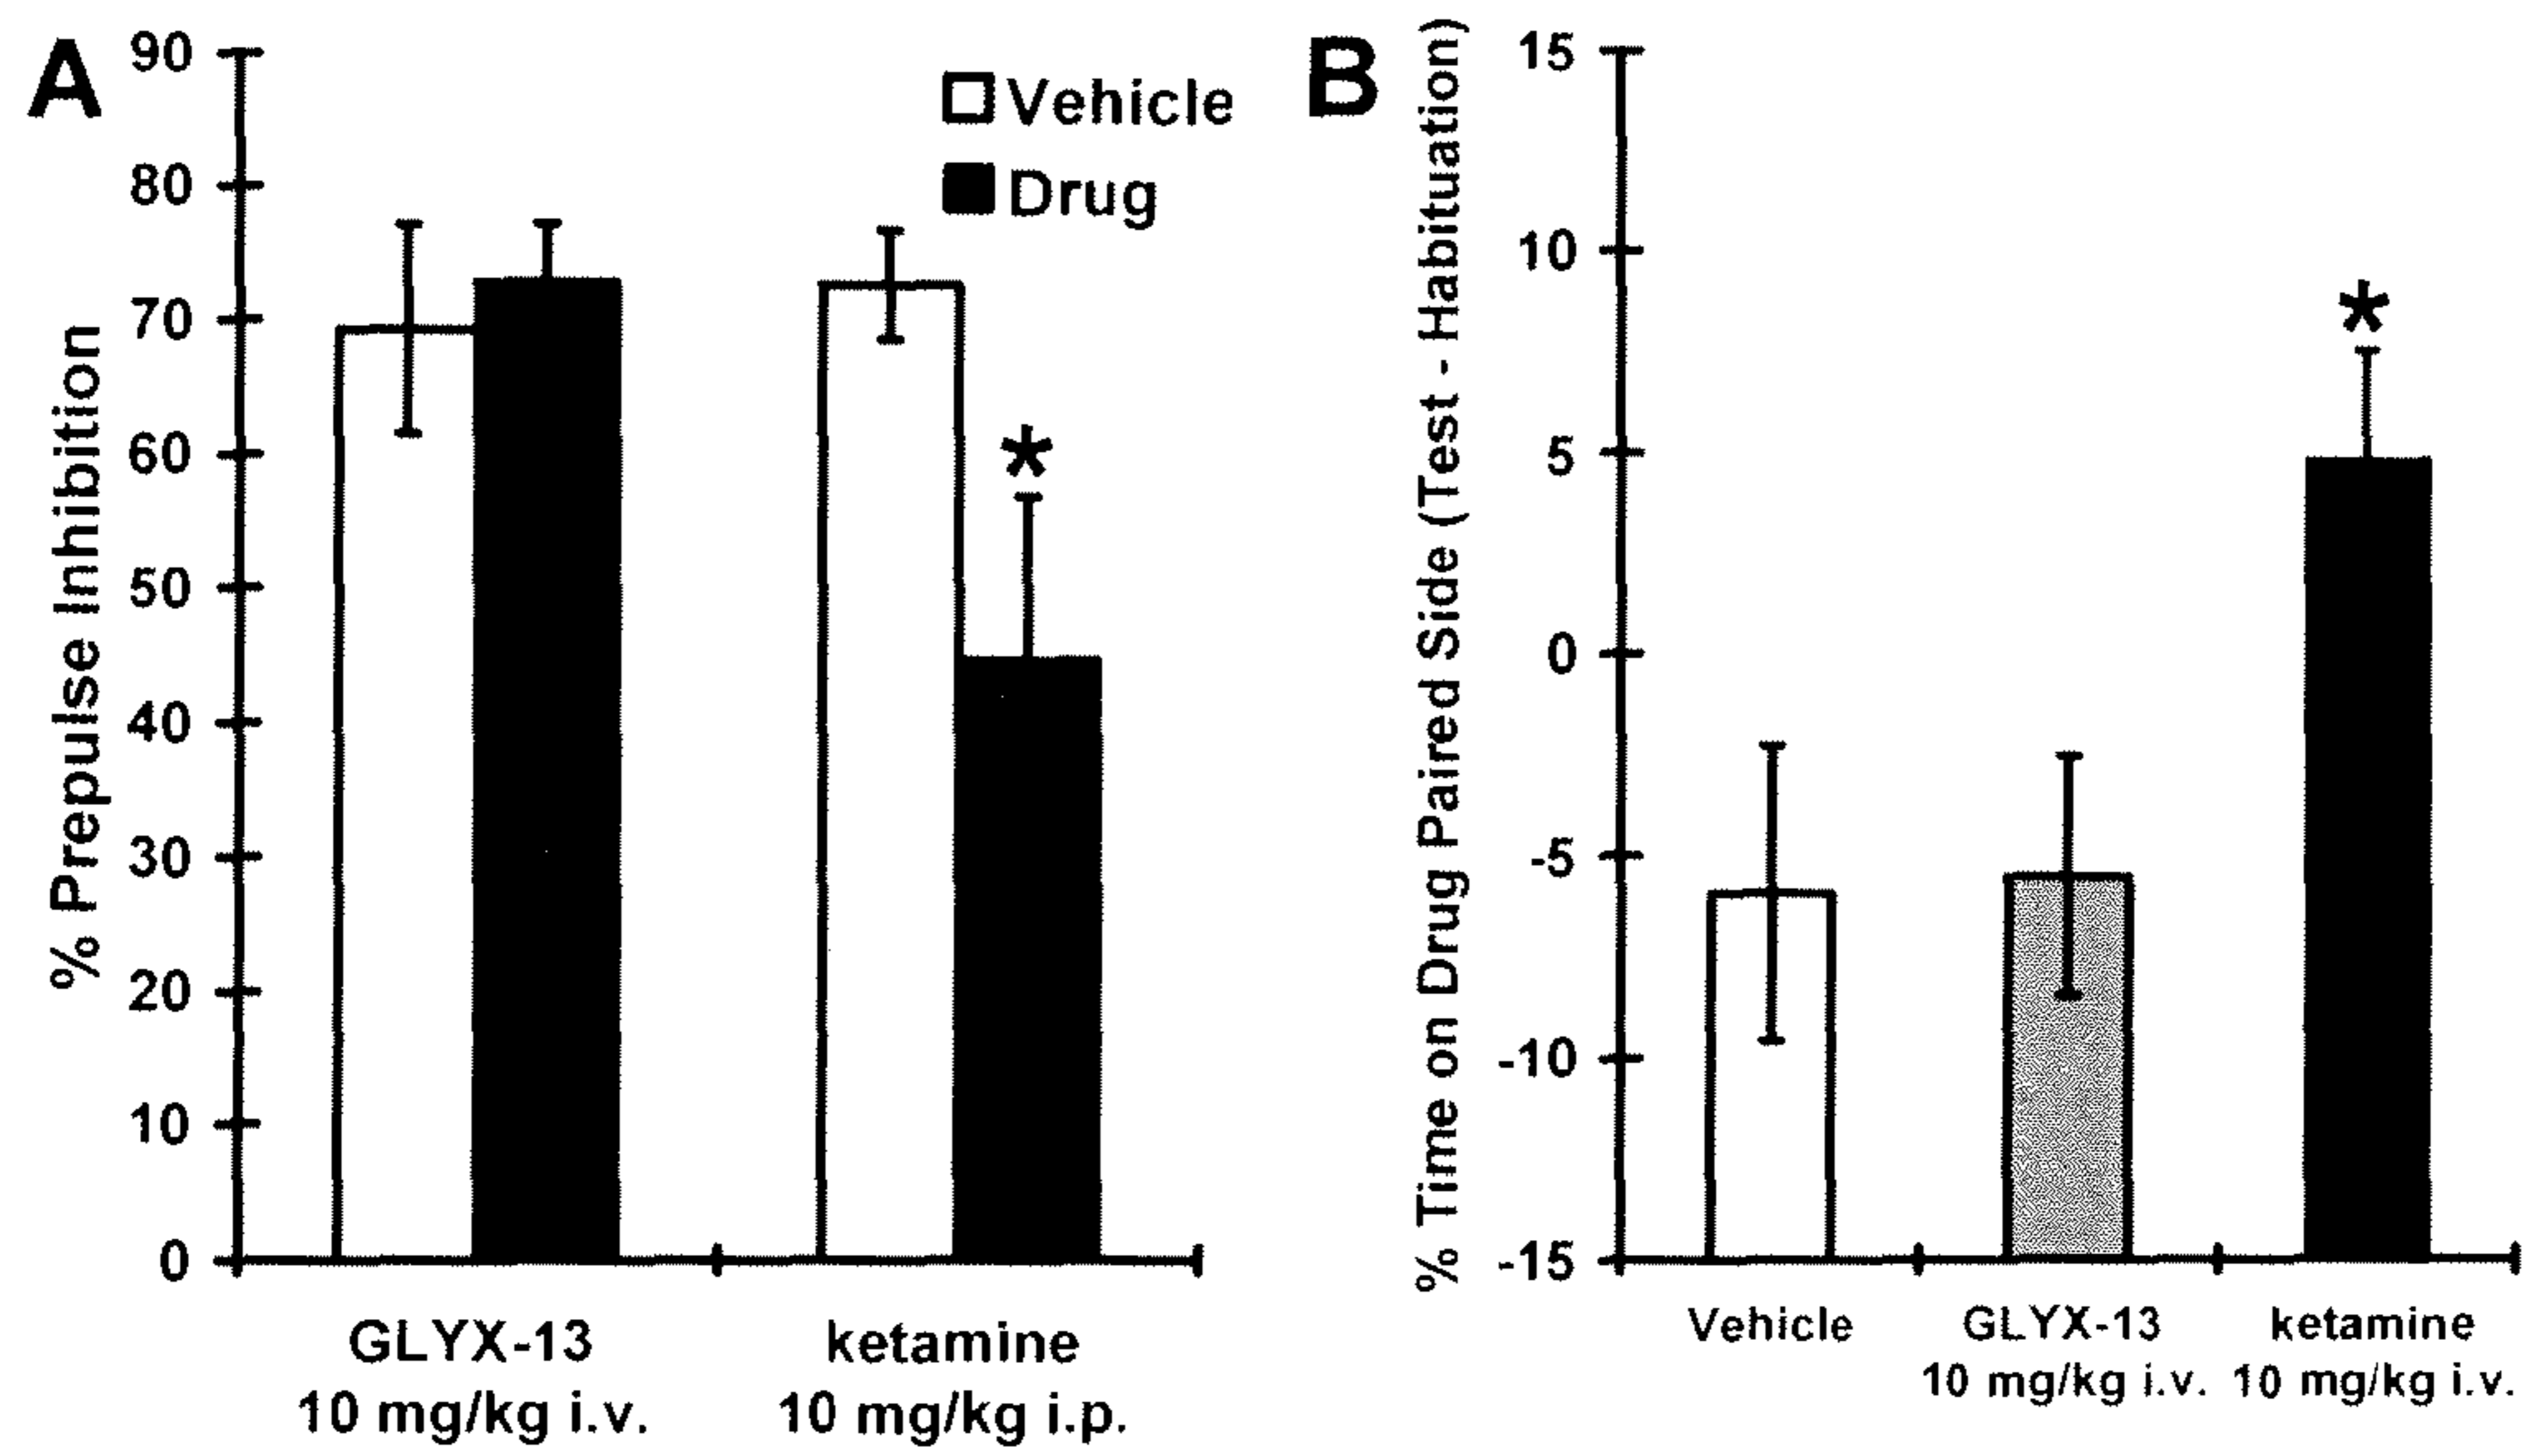 A
% Prepulse Inhibition
90
80
70
60
50
40
30
20
10
0
Vehicle
Drug
*
GLYX-13
10 mg/kg i.v.
ketamine
10 mg/kg i.p.
B
% Time on Drug Paired Side (Test - Habituation)
15
10
5
0
-5
-10
-15
*
Vehicle
GLYX-13
10 mg/kg i.v.
ketamine
10 mg/kg i.v.